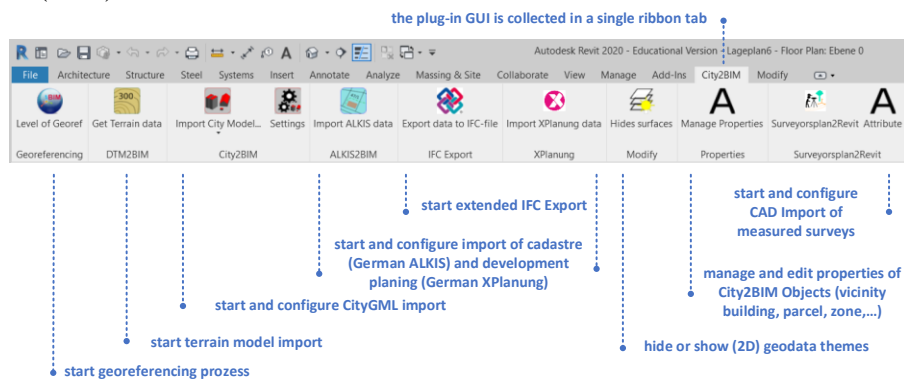 the plug-in GUI is collected in a single ribbon tab
Autodesk Revit 2020 - Educational Version - Lageplan6 - Floor Plan: Ebene 0
File Architecture Structure Steel Systems Insert Annotate Analyze Massing & Site Collaborate View Manage Add-Ins City2BIM Modify
Level of Georef Get Terrain data Import City Model... Settings Import ALKIS data Export data to IFC-file Import XPlanung data Hides surfaces Manage Properties Surveyorsplan2Revit Attribute
Georeferencing DTM2BIM City2BIM ALKIS2BIM IFC Export XPlanung Modify Properties Surveyorsplan2Revit
start extended IFC Export
start and configure
CAD Import of
measured surveys
start and configure import of cadastre
(German ALKIS) and development
planing (German XPlanung)
manage and edit properties of
City2BIM Objects (vicinity
building, parcel, zone,...)
start and configure CityGML import
start terrain model import
hide or show (2D) geodata themes
start georeferencing prozess